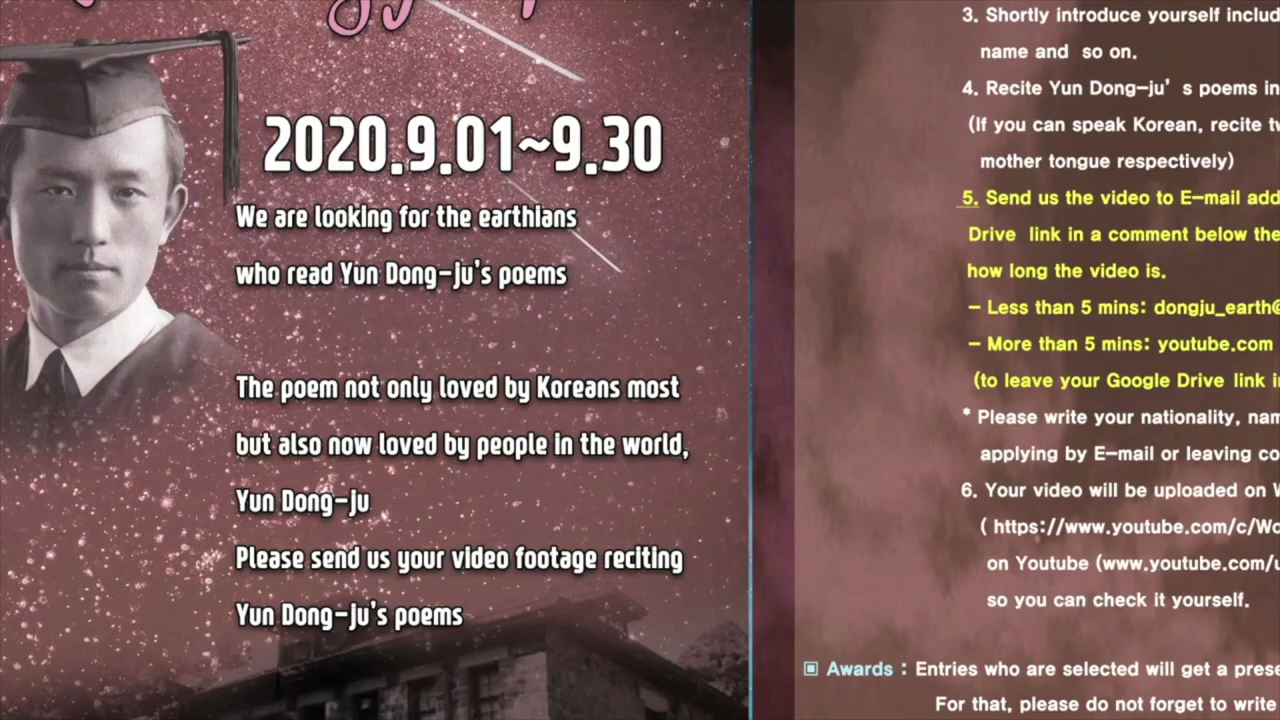 2020.9.01~9.30
We are looking for the earthians
who read Yun Dong-ju's poems
The poem not only loved by Koreans most
but also now loved by people in the world,
Yun Dong-ju
Please send us your video footage reciting
Yun Dong-ju's poems
3. Shortly introduce yourself
name and so on.
4. Recite Yun Dong-ju's poems in
(If you can speak Korean, recite
mother tongue respectively)
5. Send us the video to E-mail
Drive link in a comment below the
how long the video is.
- Less than 5 mins: dongju_earth@
- More than 5 mins: youtube.com
(to leave your Google Drive link
* Please write your nationality,
applying by E-mail or leaving
6. Your video will be uploaded on
( https://www.youtube.com/c/Wo
on Youtube (www.youtube.com/u
so you can check it yourself.
▣ Awards : Entries who are selected will get a
For that, please do not forget to write